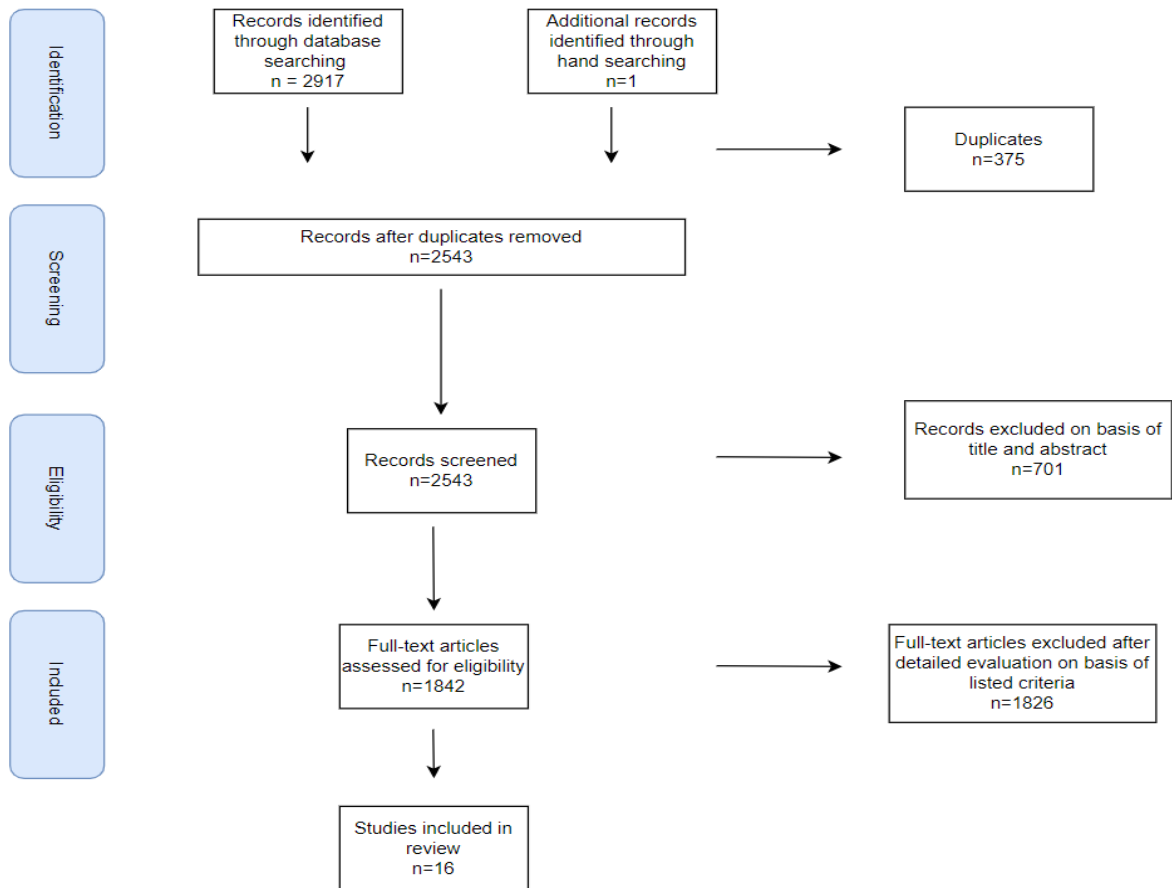 Identification
Records identified
through database
searching
n = 2917
Additional records
identified through
hand searching
n=1
Duplicates
n=375
Screening
Records after duplicates removed
n=2543
Eligibility
Records screened
n=2543
Records excluded on basis of
title and abstract
n=701
Included
Full-text articles
assessed for eligibility
n=1842
Full-text articles excluded after
detailed evaluation on basis of
listed criteria
n=1826
Studies included in
review
n=16